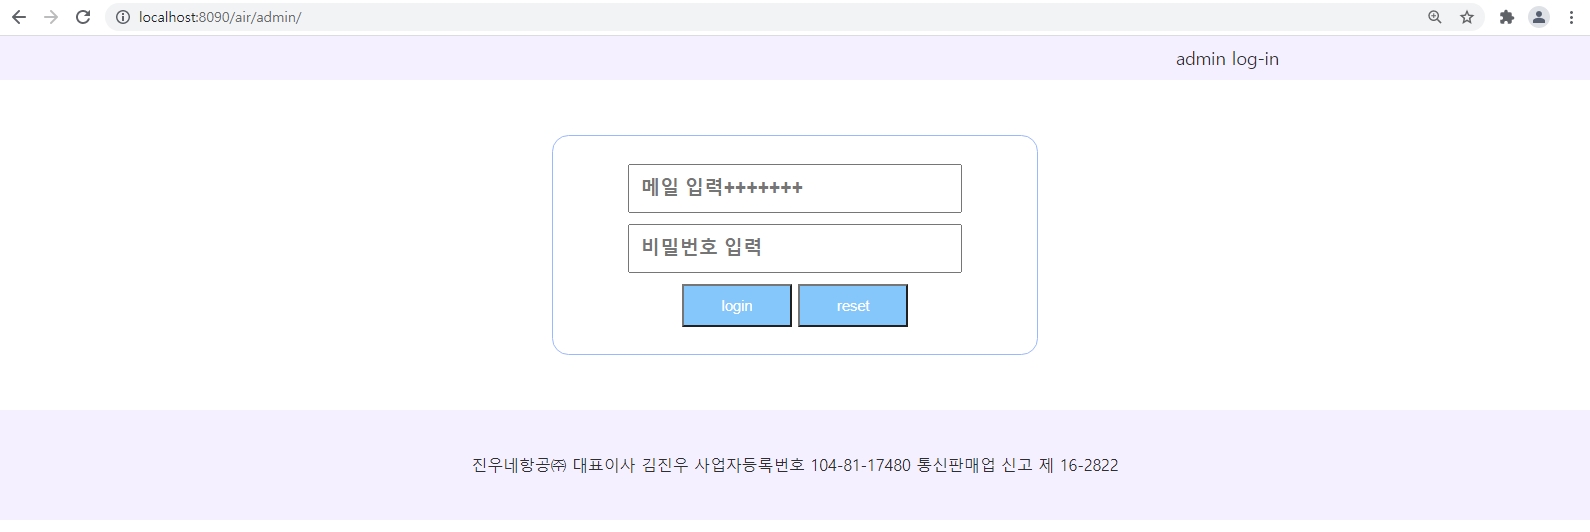 localhost:8090/air/admin/
admin log-in
메일 입력+++++++
비밀번호 입력
login reset
진우네항공㈜ 대표이사 김진우 사업자등록번호 104-81-17480 통신판매업 신고 제 16-2822